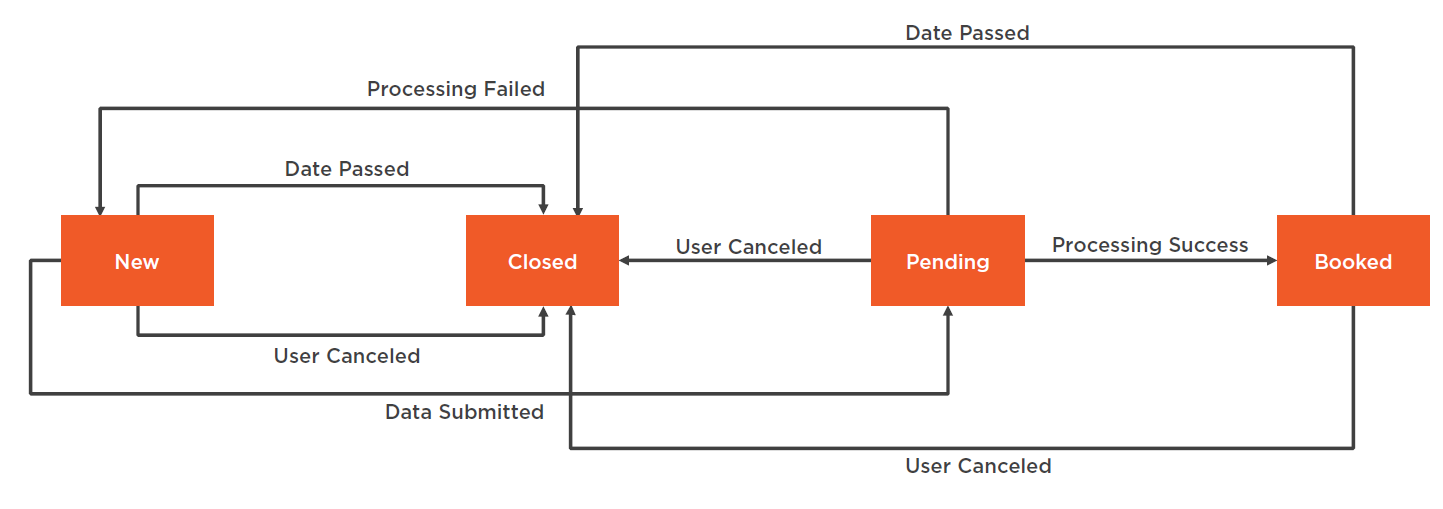 Date Passed
Processing Failed
Date Passed
New
Closed
User Canceled
Pending
Processing Success
Booked
User Canceled
Data Submitted
User Canceled